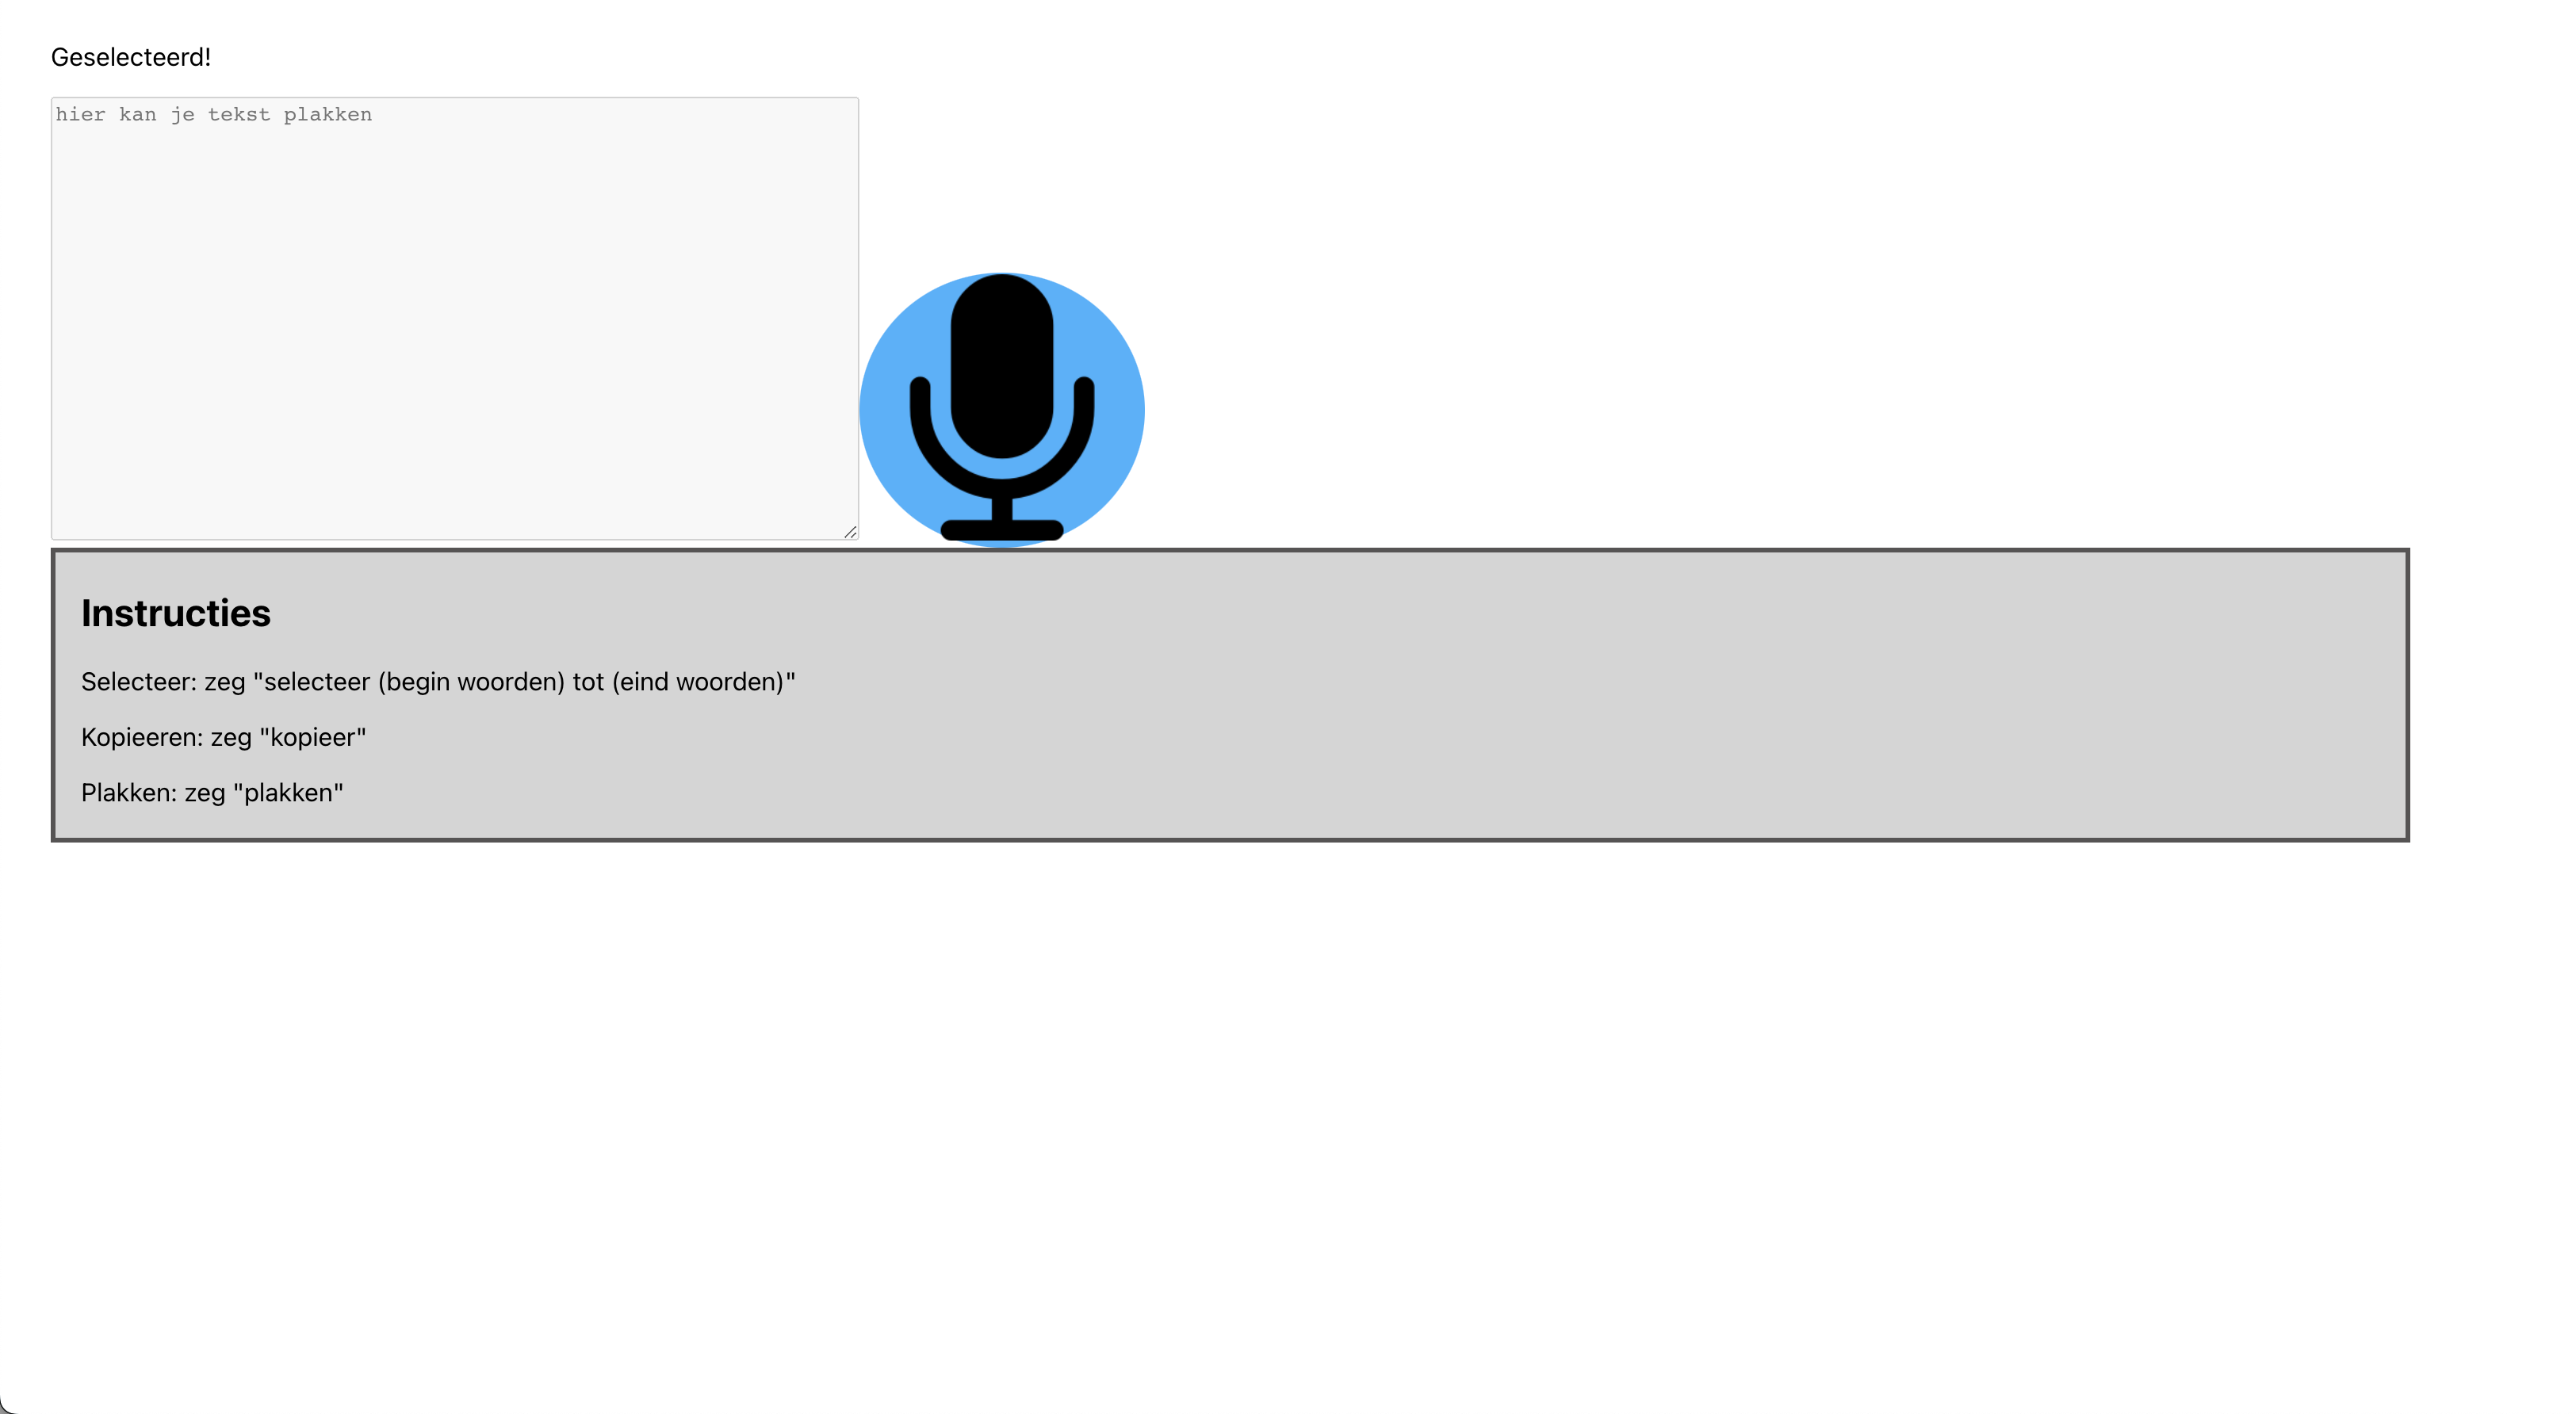 Geselecteerd!
hier kan je tekst plakken
Instructies
Selecteer: zeg "selecteer (begin woorden) tot (eind woorden)"
Kopieeren: zeg "kopieer"
Plakken: zeg "plakken"